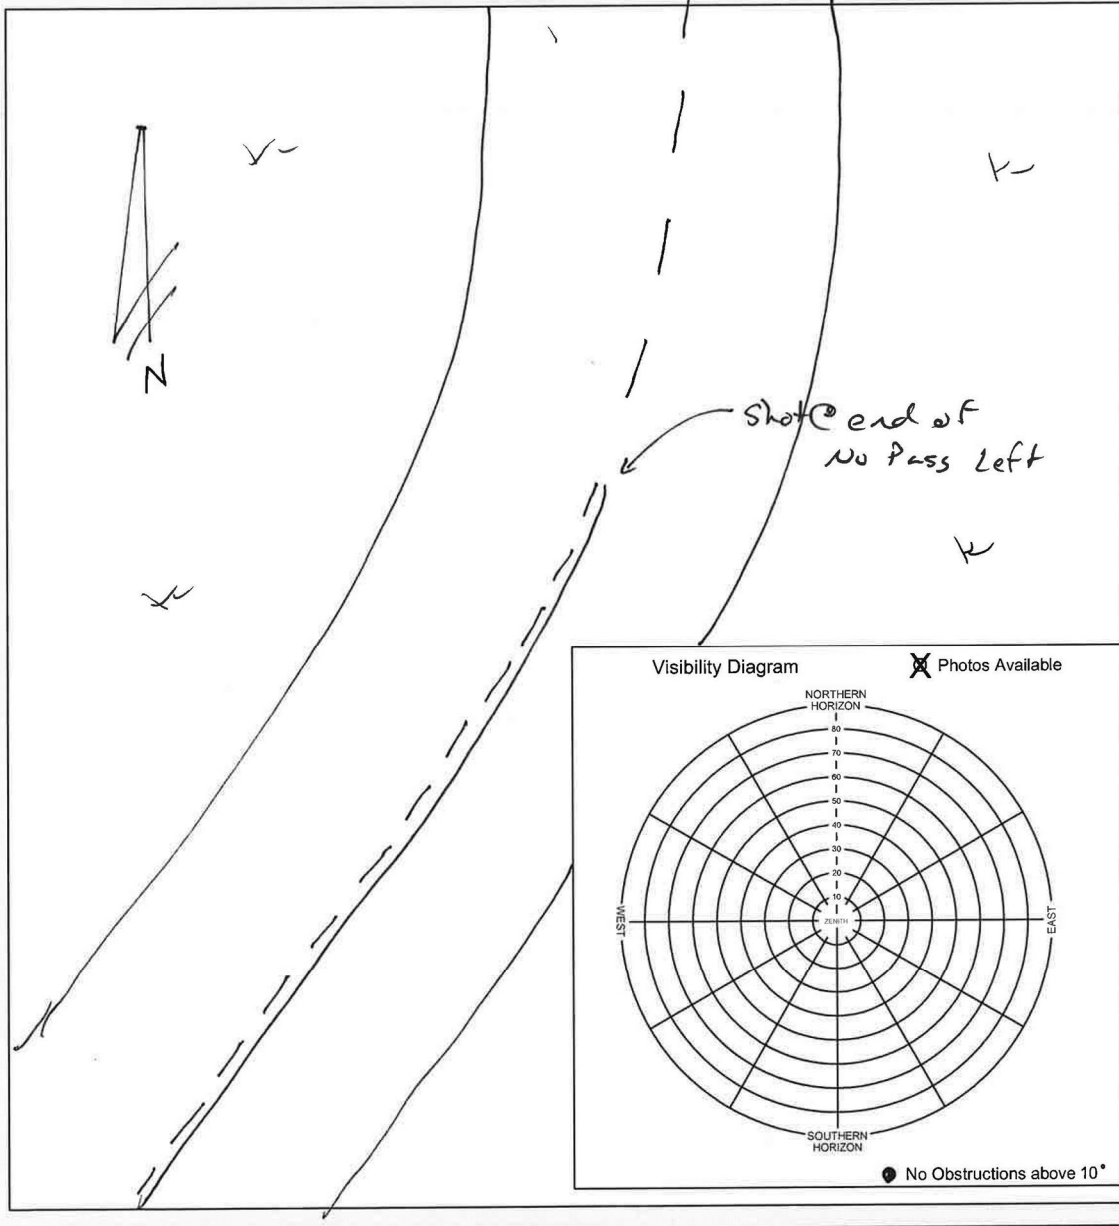 N
Shot @ end of
No Pass Left
Visibility Diagram
Photos Available
NORTHERN
HORIZON
80
70
60
50
40
30
20
10
ZENITH
WEST
EAST
SOUTHERN
HORIZON
No Obstructions above 10°